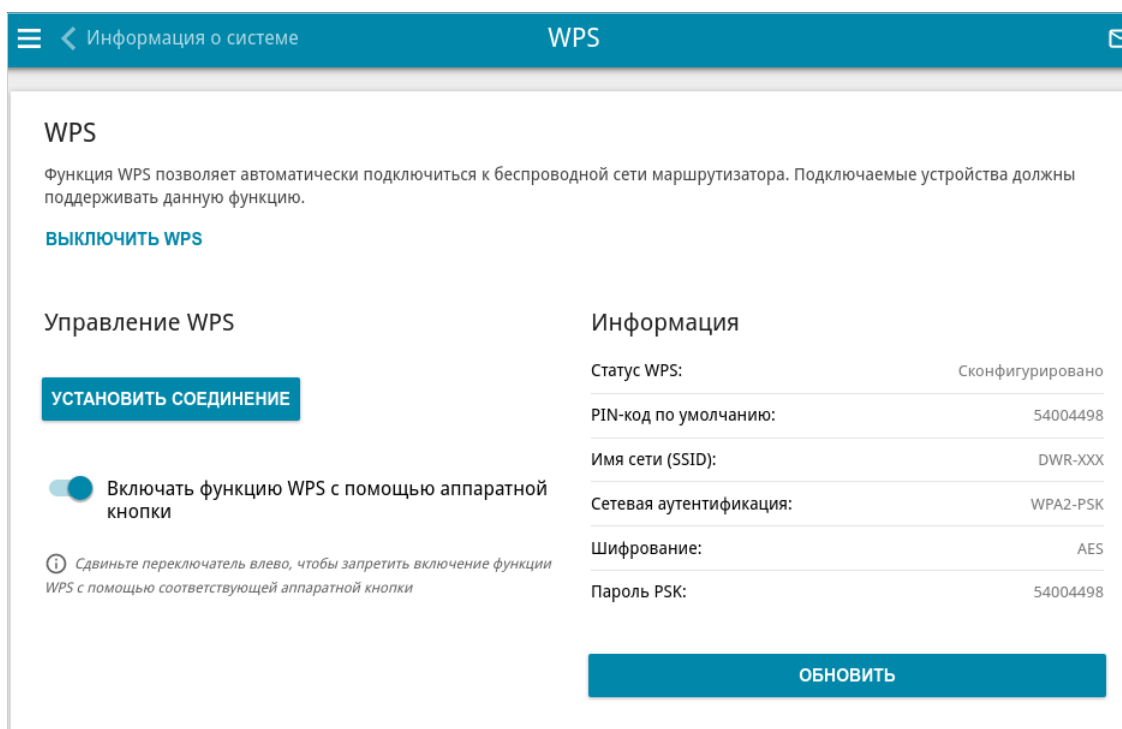 Информация о системе
WPS
WPS
Функция WPS позволяет автоматически подключиться к беспроводной сети маршрутизатора. Подключаемые устройства должны
поддерживать данную функцию.
ВЫКЛЮЧИТЬ WPS
Управление WPS
УСТАНОВИТЬ СОЕДИНЕНИЕ
Включать функцию WPS с помощью аппаратной
кнопки
Сдвиньте переключатель влево, чтобы запретить включение функции
WPS с помощью соответствующей аппаратной кнопки
Информация
Статус WPS: Сконфигурировано
PIN-код по умолчанию: 54004498
Имя сети (SSID): DWR-XXX
Сетевая аутентификация: WPA2-PSK
Шифрование: AES
Пароль PSK: 54004498
ОБНОВИТЬ